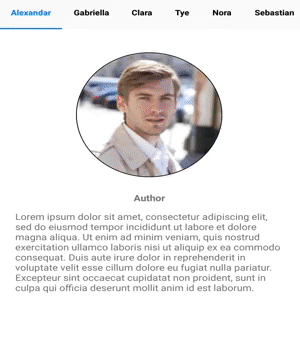 Alexandar Gabriella Clara Tye Nora Sebastian
Author
Lorem ipsum dolor sit amet, consectetur adipiscing elit,
sed do eiusmod tempor incididunt ut labore et dolore
magna aliqua. Ut enim ad minim veniam, quis nostrud
exercitation ullamco laboris nisi ut aliquip ex ea commodo
consequat. Duis aute irure dolor in reprehenderit in
voluptate velit esse cillum dolore eu fugiat nulla pariatur.
Excepteur sint occaecat cupidatat non proident, sunt in
culpa qui officia deserunt mollit anim id est laborum.